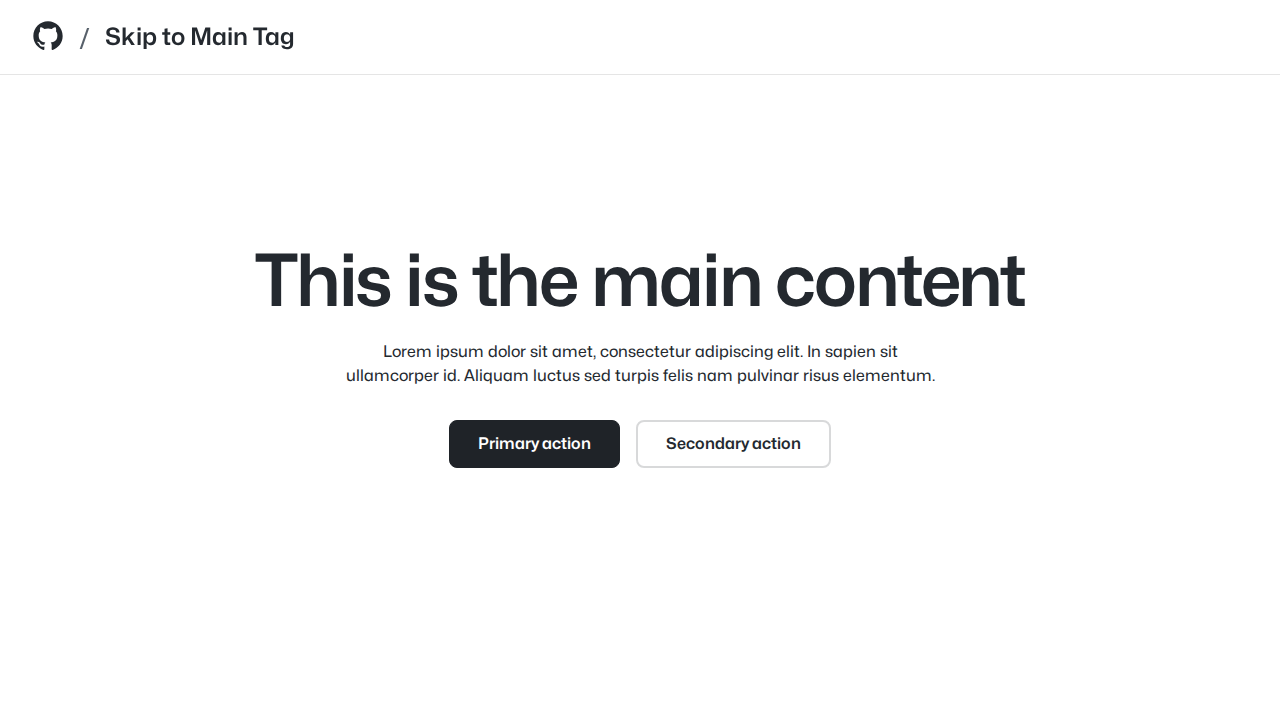 / Skip to Main Tag
This is the main content
Lorem ipsum dolor sit amet, consectetur adipiscing elit. In sapien sit
ullamcorper id. Aliquam luctus sed turpis felis nam pulvinar risus elementum.
Primary action Secondary action